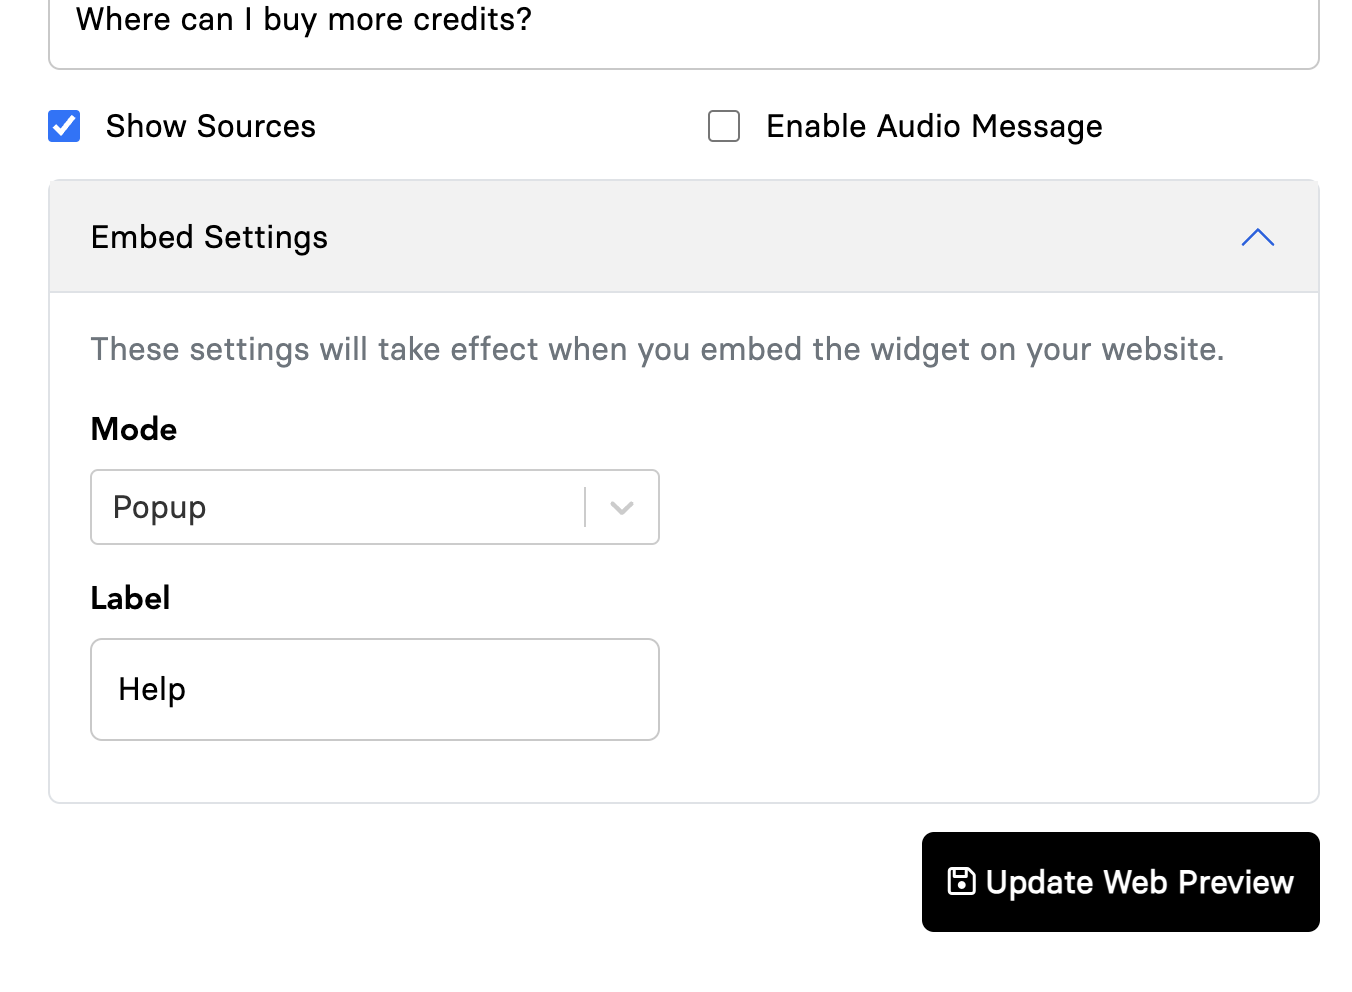 Where can I buy more credits?
Show Sources
Enable Audio Message
Embed Settings
These settings will take effect when you embed the widget on your website.
Mode
Popup
Label
Help
Update Web Preview